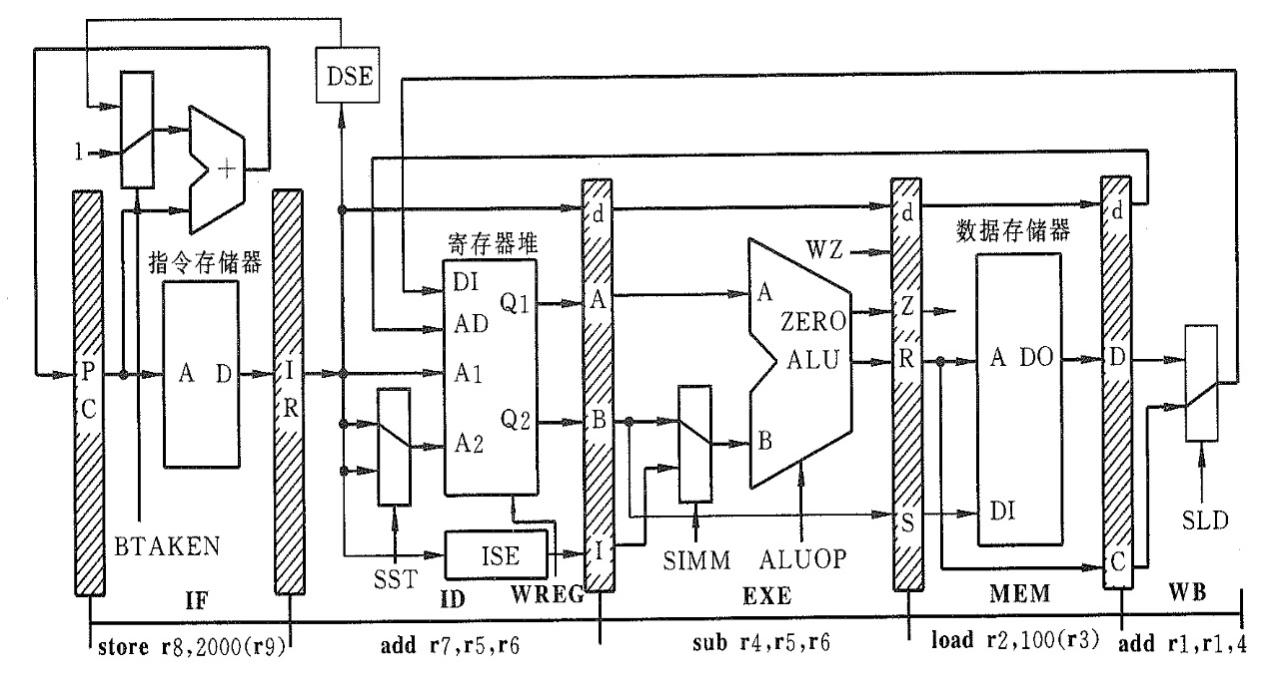 DSE
1
+
指令存储器
A D
P
C
I
R
BTAKEN
IF
寄存器堆
DI
AD
A1
A2
Q1
Q2
ISE
SST
ID
WREG
d
A
B
I
A
B
ZERO
ALU
SIMM
ALUOP
EXE
WZ
d
Z
R
S
数据存储器
A DO
DI
MEM
d
D
C
SLD
WB
store r8,2000(r9)
add r7,r5,r6
sub r4,r5,r6
load r2,100(r3)
add r1,r1,4